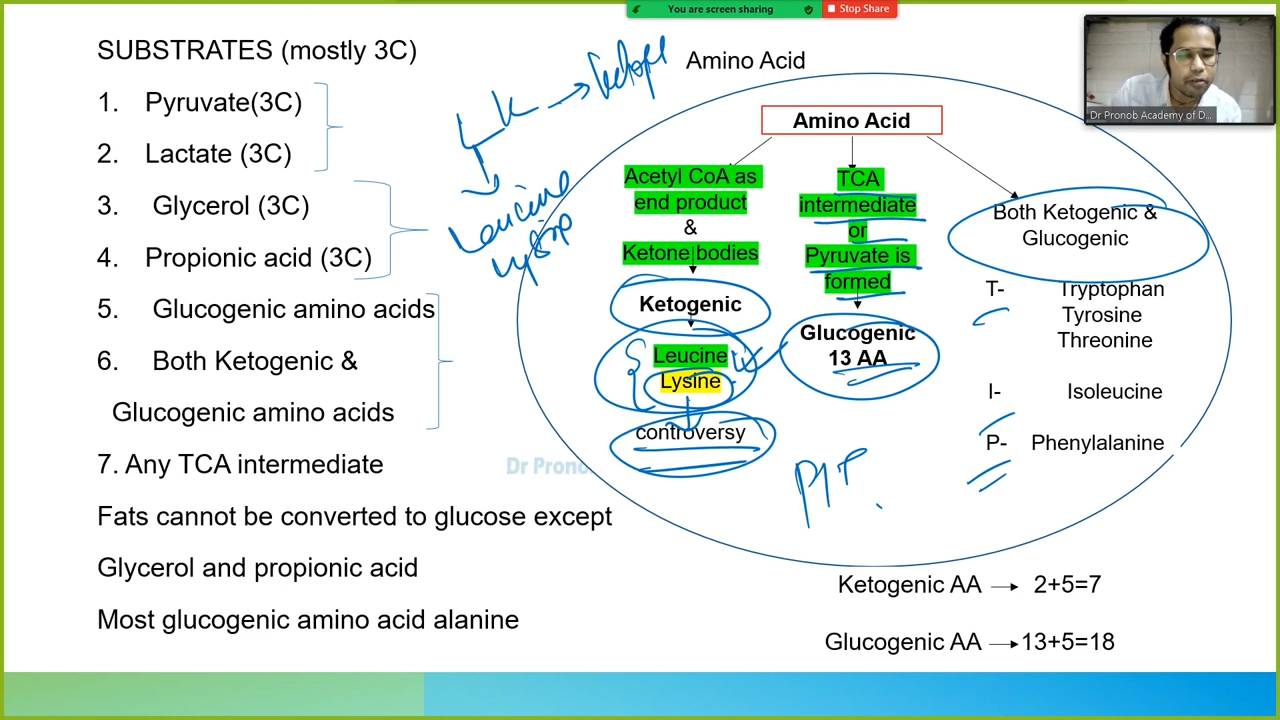 You are screen sharing
Stop Share
SUBSTRATES (mostly 3C)
1. Pyruvate(3C)
2. Lactate (3C)
3. Glycerol (3C)
4. Propionic acid (3C)
5. Glucogenic amino acids
6. Both Ketogenic &
Glucogenic amino acids
7. Any TCA intermediate
Fats cannot be converted to glucose except
Glycerol and propionic acid
Most glucogenic amino acid alanine
Leucine
Lysine
Amino Acid
Amino Acid
Acetyl CoA as
end product
&
Ketone bodies
Ketogenic
Leucine
Lysine
controversy
TCA
intermediate
or
Pyruvate is
formed
Glucogenic
13 AA
Both Ketogenic &
Glucogenic
T- Tryptophan
Tyrosine
Threonine
I- Isoleucine
P- Phenylalanine
Dr Prono
Ketogenic AA → 2+5=7
Glucogenic AA → 13+5=18
Dr Pronob Academy of D...